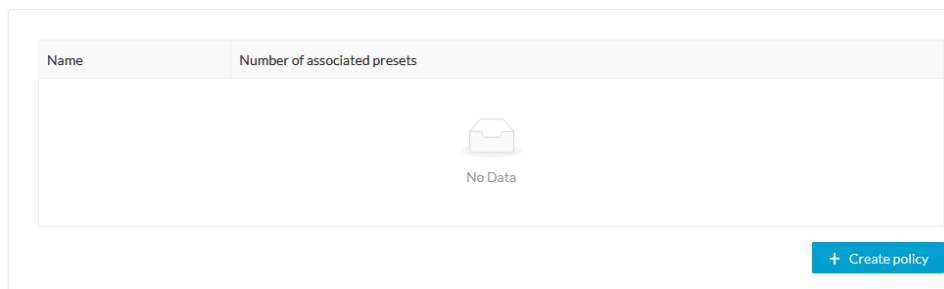 Name
Number of associated presets
No Data
+ Create policy